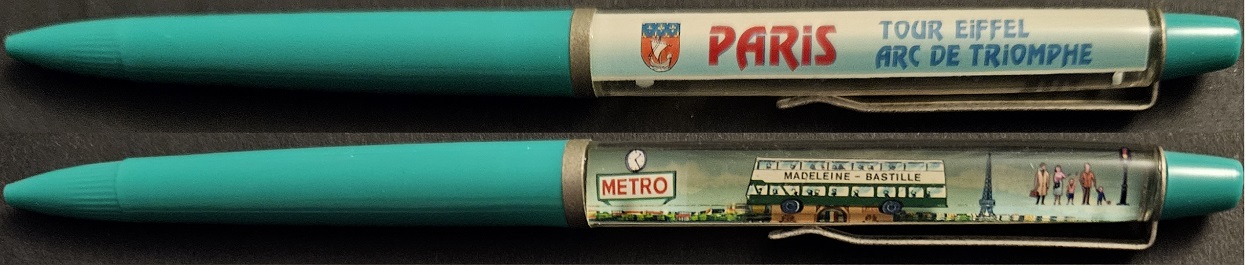 PARIS
TOUR EiFFEL
ARC DE TRiOMPHE
METRO
MADELEINE - BASTILLE